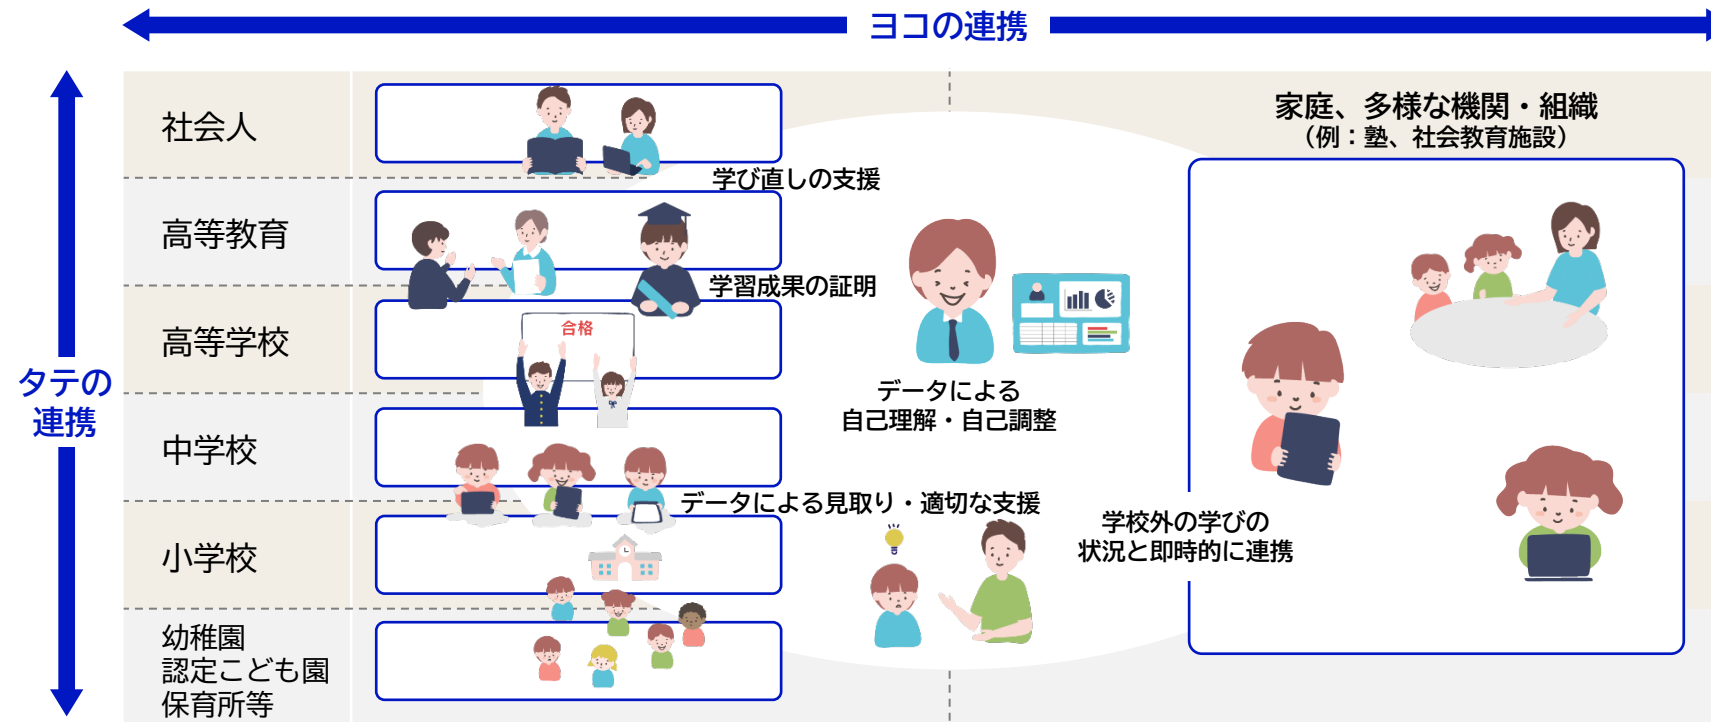 ヨコの連携
タテの
連携
社会人
高等教育
高等学校
中学校
小学校
幼稚園
認定こども園
保育所等
学び直しの支援
学習成果の証明
合格
データによる
自己理解・自己調整
データによる見取り・適切な支援
家庭、多様な機関・組織
（例：塾、社会教育施設）
学校外の学びの
状況と即時的に連携